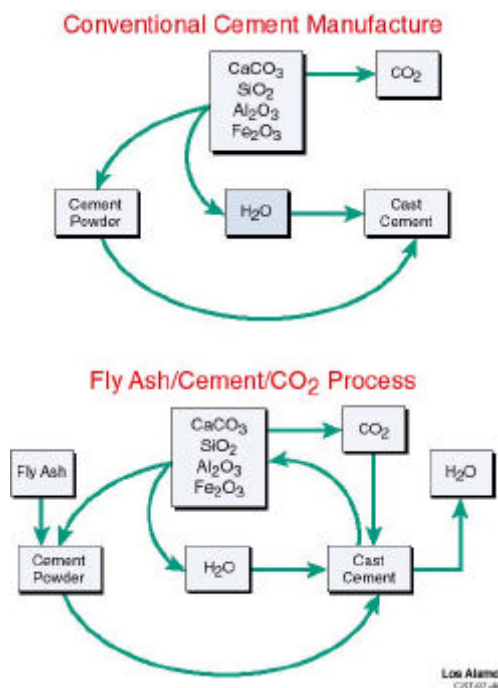 Conventional Cement Manufacture
CaCO₃
SiO₂
Al₂O₃
Fe₂O₃
CO₂
Cement
Powder
H₂O
Cast
Cement
Fly Ash/Cement/CO₂ Process
CaCO₃
SiO₂
Al₂O₃
Fe₂O₃
CO₂
H₂O
Fly Ash
Cement
Powder
H₂O
Cast
Cement
Los Alamo